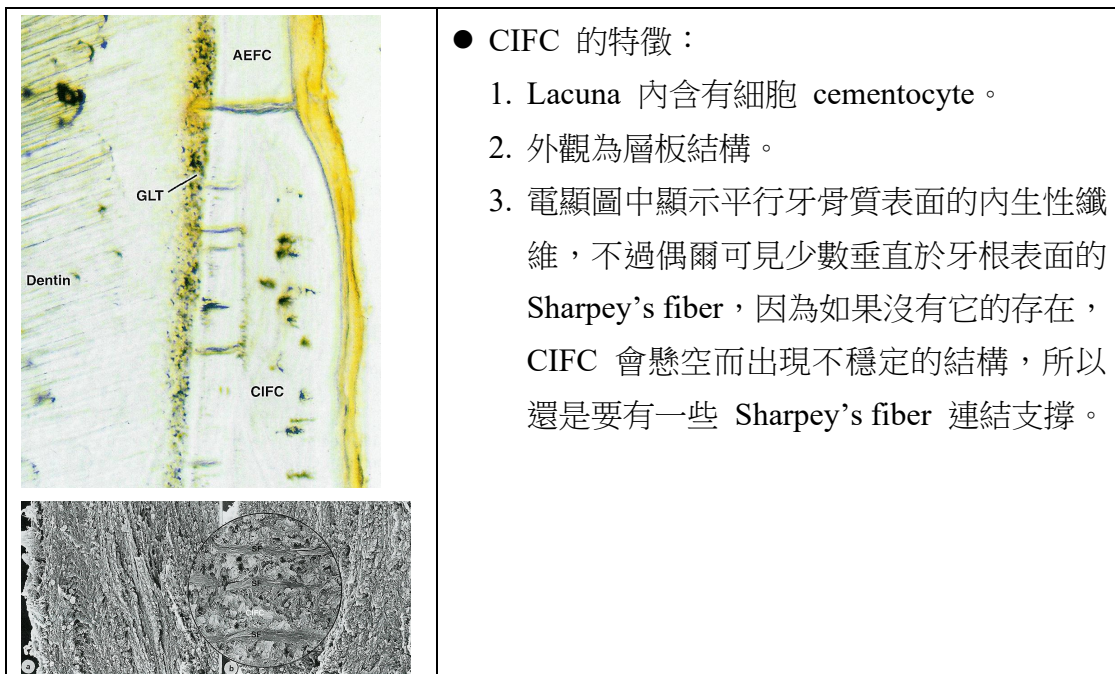 AEFC
GLT
Dentin
CIFC
SF
SF
CIFC
SF
a
b
● CIFC 的特徵：
1. Lacuna 內含有細胞 cementocyte。
2. 外觀為層板結構。
3. 電顯圖中顯示平行牙骨質表面的內生性纖
維，不過偶爾可見少數垂直於牙根表面的
Sharpey's fiber，因為如果沒有它的存在，
CIFC 會懸空而出現不穩定的結構，所以
還是要有一些 Sharpey's fiber 連結支撐。